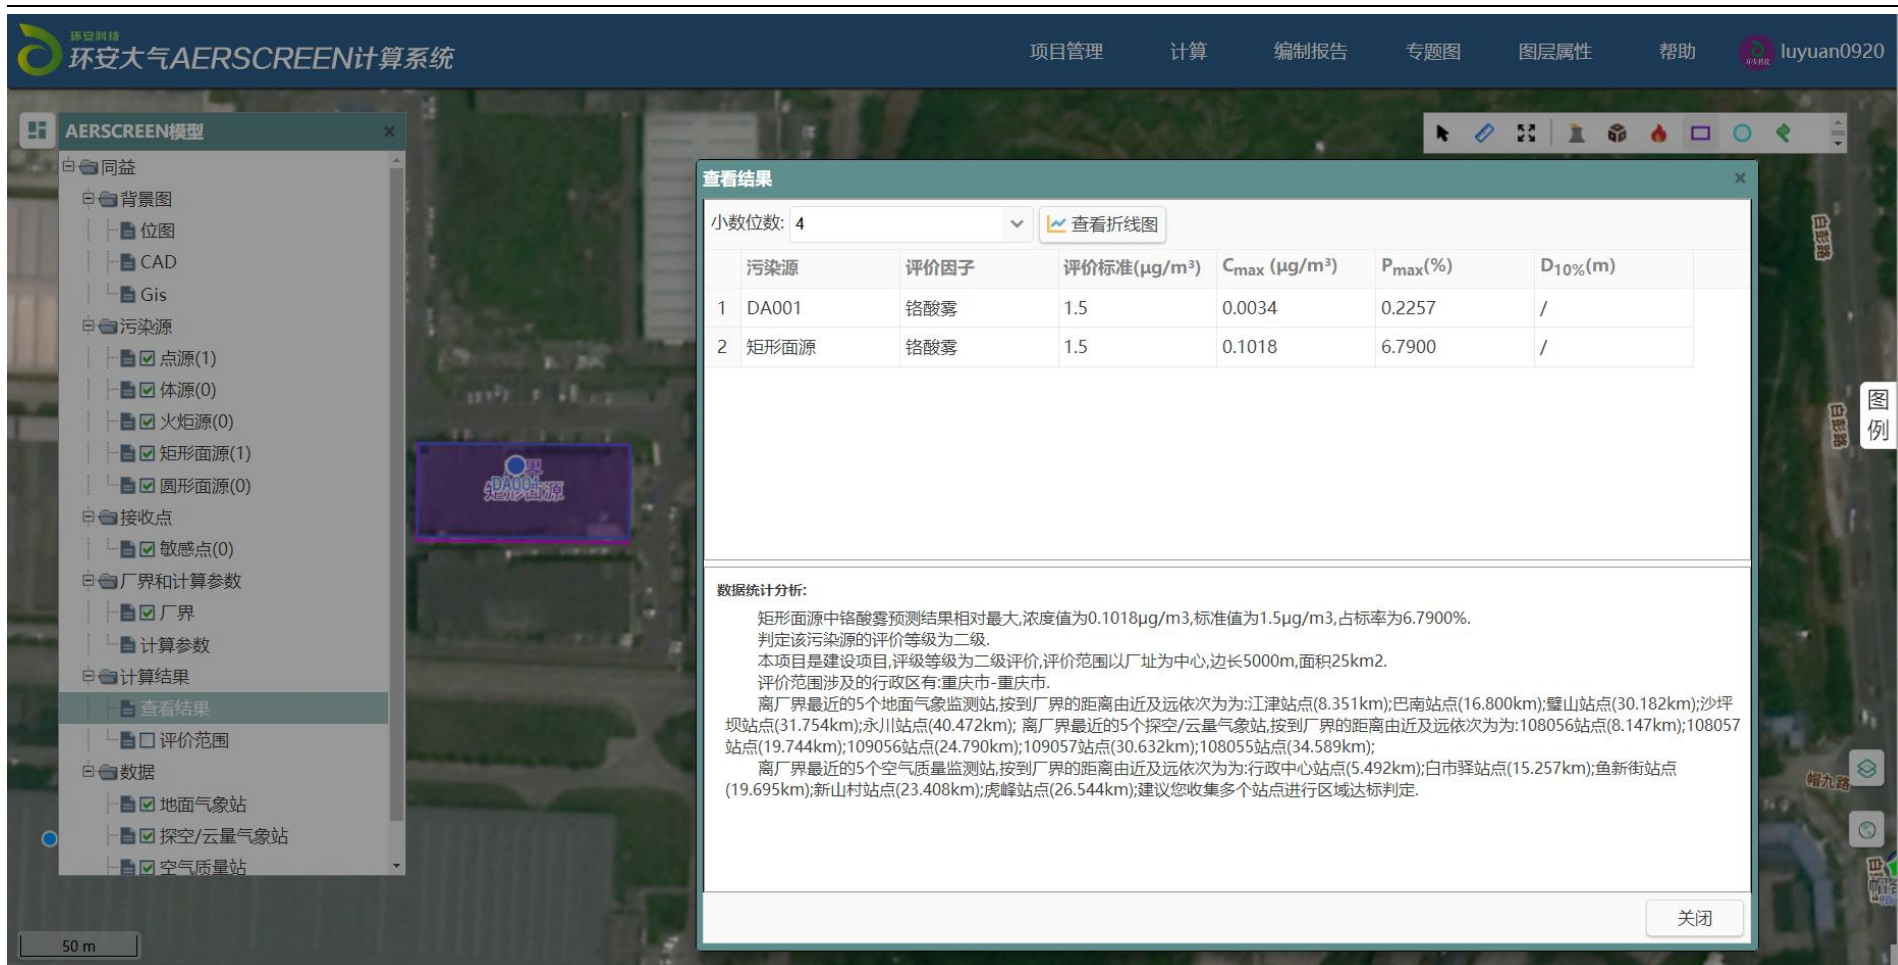 环安科技
环安大气AERSCREEN计算系统
项目管理 计算 编制报告 专题图 图层属性 帮助 luyuan0920
AERSCREEN模型
同益
背景图
位图
CAD
Gis
污染源
点源(1)
体源(0)
火炬源(0)
矩形面源(1)
圆形面源(0)
接收点
敏感点(0)
厂界和计算参数
厂界
计算参数
计算结果
查看结果
评价范围
数据
地面气象站
探空/云量气象站
空气质量站
50 m
厂界
DA001
矩形面源
查看结果
小数位数: 4 查看折线图
污染源 评价因子 评价标准(μg/m³) Cmax (μg/m³) Pmax(%) D10%(m)
1 DA001 铬酸雾 1.5 0.0034 0.2257 /
2 矩形面源 铬酸雾 1.5 0.1018 6.7900 /
数据统计分析:
矩形面源中铬酸雾预测结果相对最大,浓度值为0.1018μg/m3,标准值为1.5μg/m3,占标率为6.7900%.
判定该污染源的评价等级为二级.
本项目是建设项目,评级等级为二级评价,评价范围以厂址为中心,边长5000m,面积25km2.
评价范围涉及的行政区有:重庆市-重庆市.
离厂界最近的5个地面气象监测站,按到厂界的距离由近及远依次为为:江津站点(8.351km);巴南站点(16.800km);璧山站点(30.182km);沙坪
坝站点(31.754km);永川站点(40.472km); 离厂界最近的5个探空/云量气象站,按到厂界的距离由近及远依次为为:108056站点(8.147km);108057
站点(19.744km);109056站点(24.790km);109057站点(30.632km);108055站点(34.589km);
离厂界最近的5个空气质量监测站,按到厂界的距离由近及远依次为为:行政中心站点(5.492km);白市驿站点(15.257km);鱼新街站点
(19.695km);新山村站点(23.408km);虎峰站点(26.544km);建议您收集多个站点进行区域达标判定.
关闭
白彭路
白彭路
图例
帽九路